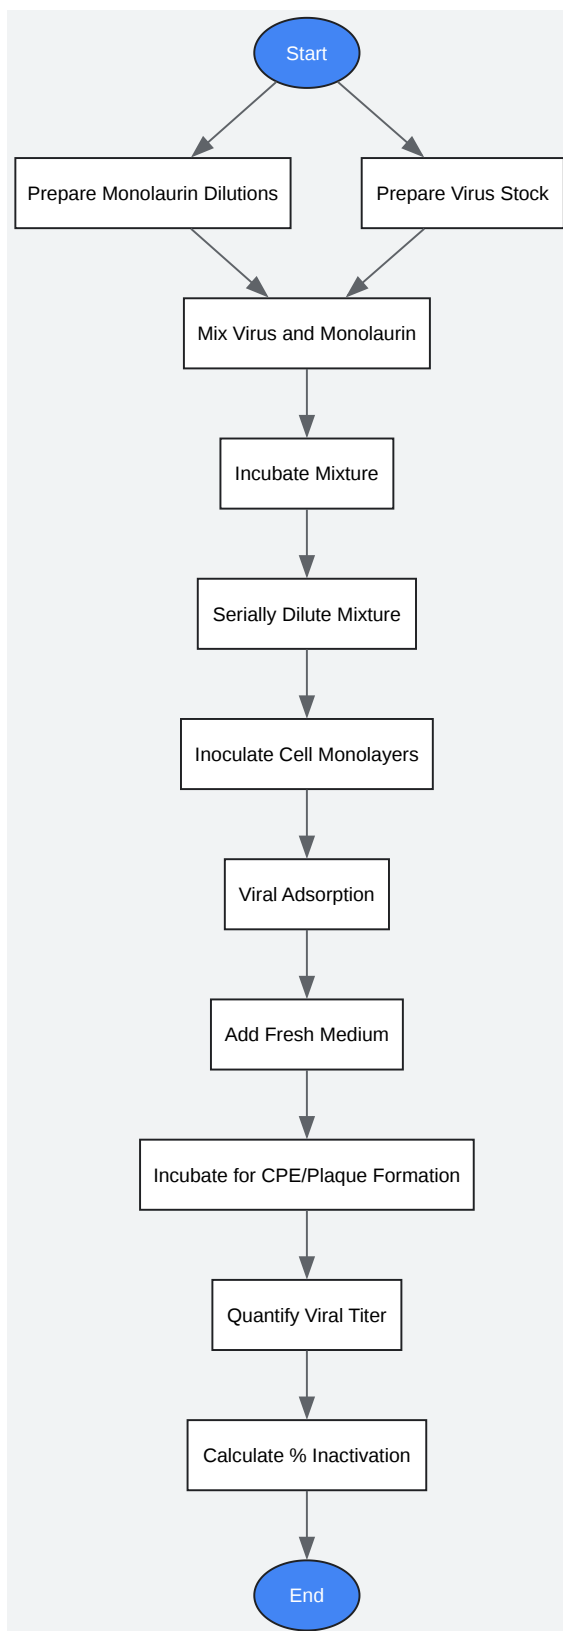 Start
Prepare Monolaurin Dilutions
Prepare Virus Stock
Mix Virus and Monolaurin
Incubate Mixture
Serially Dilute Mixture
Inoculate Cell Monolayers
Viral Adsorption
Add Fresh Medium
Incubate for CPE/Plaque Formation
Quantify Viral Titer
Calculate % Inactivation
End